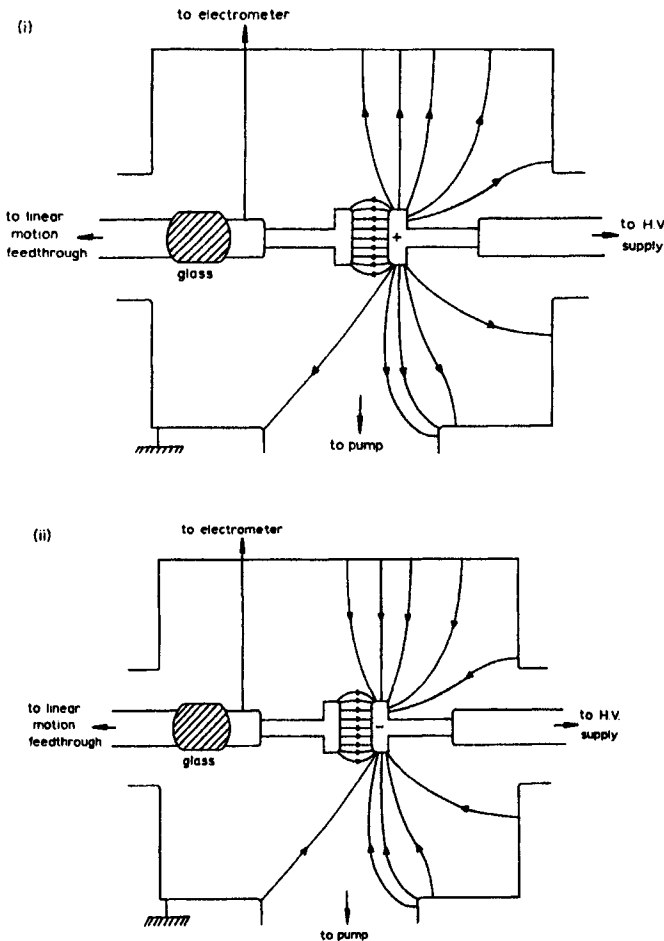 (i)
to electrometer
to linear
motion
feedthrough
glass
+
to H.V.
supply
to pump
(ii)
to electrometer
to linear
motion
feedthrough
glass
-
to H.V.
supply
to pump